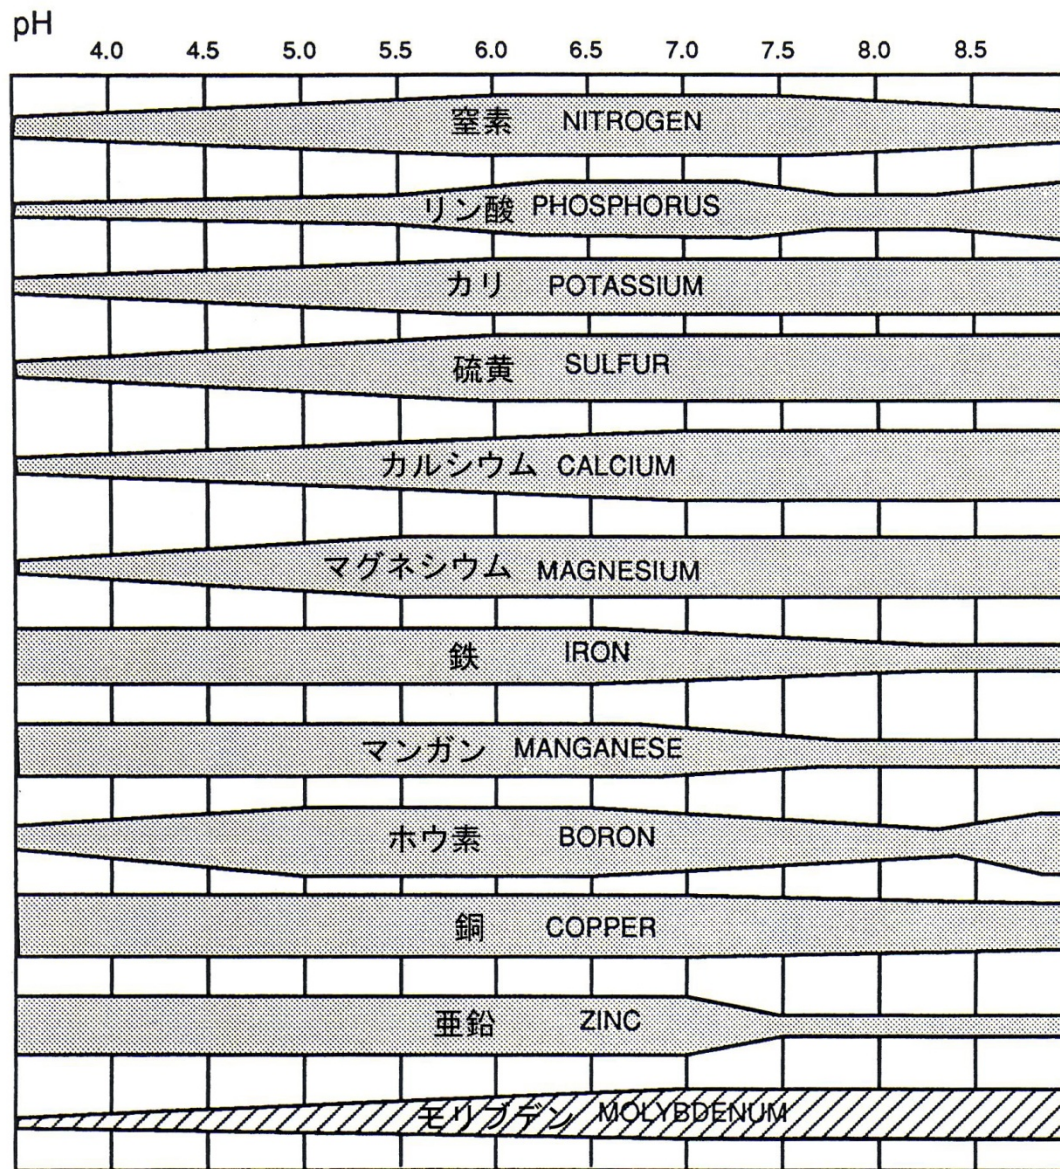 pH
4.0 4.5 5.0 5.5 6.0 6.5 7.0 7.5 8.0 8.5
窒素 NITROGEN
リン酸 PHOSPHORUS
カリ POTASSIUM
硫黄 SULFUR
カルシウム CALCIUM
マグネシウム MAGNESIUM
鉄 IRON
マンガン MANGANESE
ホウ素 BORON
銅 COPPER
亜鉛 ZINC
モリブデン MOLYBDENUM